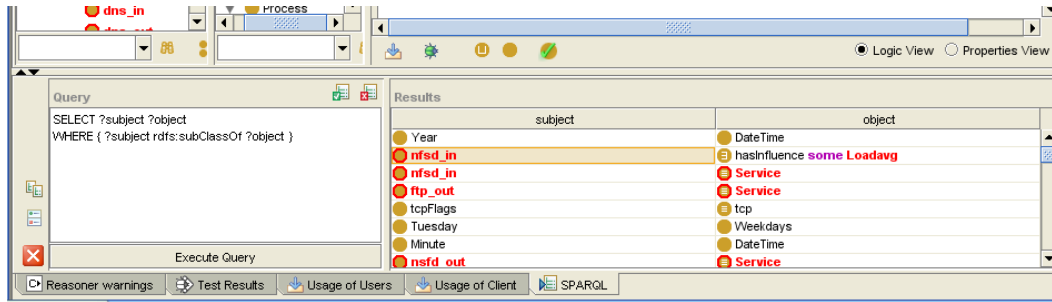 dns_in
Process
dns_out
Logic View Properties View
Query
Results
SELECT ?subject ?object
WHERE { ?subject rdfs:subClassOf ?object }
subject object
Year DateTime
nfsd_in hasInfluence some Loadavg
nfsd_in Service
ftp_out Service
tcpFlags tcp
Tuesday Weekdays
Minute DateTime
nsfd_out Service
Execute Query
Reasoner warnings Test Results Usage of Users Usage of Client SPARQL